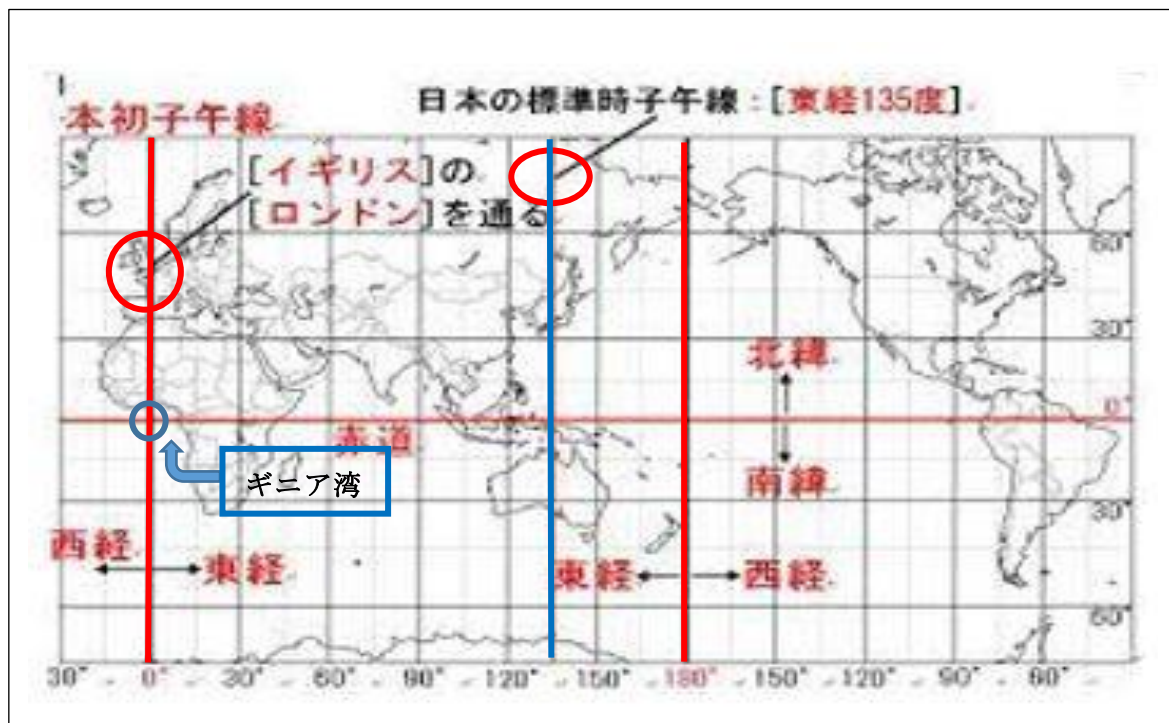 日本の標準時子午線：[東経135度]
本初子午線
[イギリス]の
[ロンドン]を通る
60°
30°
北緯
0°
赤道
ギニア湾
南緯
30°
西経
東経
東経
西経
60°
30° 0° 30° 60° 90° 120° 150° 180° 150° 120° 90° 60°